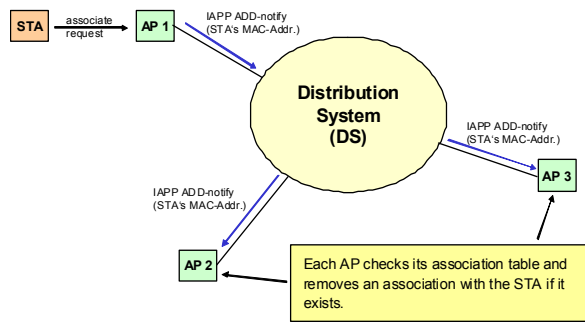 STA
associate
request
AP 1
IAPP ADD-notify
(STA's MAC-Addr.)
Distribution
System
(DS)
IAPP ADD-notify
(STA's MAC-Addr.)
AP 3
IAPP ADD-notify
(STA's MAC-Addr.)
AP 2
Each AP checks its association table and
removes an association with the STA if it
exists.